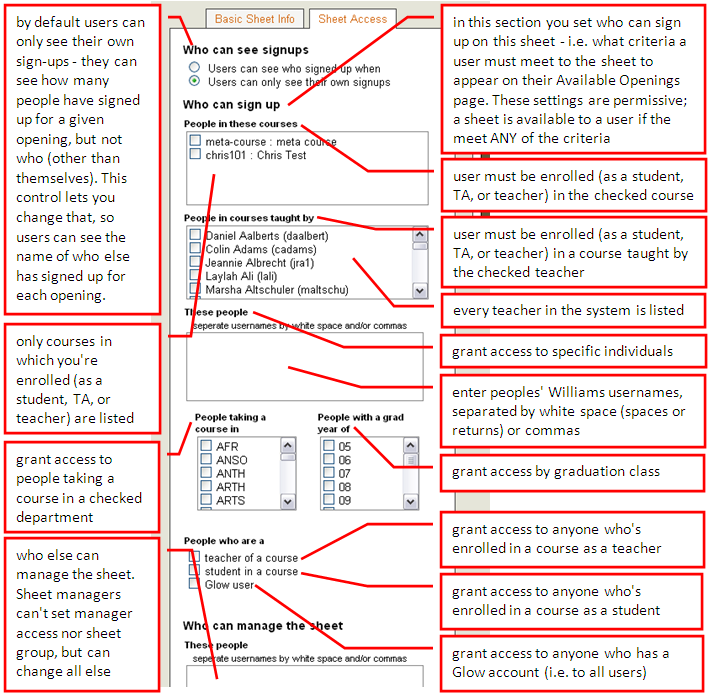 by default users can
only see their own
sign-ups - they can
see how many
people have signed
up for a given
opening, but not
who (other than
themselves). This
control lets you
change that, so
users can see the
name of who else
has signed up for
each opening.
only courses in
which you're
enrolled (as a
student, TA, or
teacher) are listed
grant access to
people taking a
course in a checked
department
who else can
manage the sheet.
Sheet managers
can't set manager
access nor sheet
group, but can
change all else
Basic Sheet Info
Sheet Access
Who can see signups
Users can see who signed up when
Users can only see their own signups
Who can sign up
People in these courses
meta-course : meta course
chris101 : Chris Test
People in courses taught by
Daniel Aalberts (daalbert)
Colin Adams (cadams)
Jeannie Albrecht (jra1)
Laylah Ali (lali)
Marsha Altschuler (maltschu)
These people
seperate usernames by white space and/or commas
People taking a
course in
AFR
ANSO
ANTH
ARTH
ARTS
People with a grad
year of
05
06
07
08
09
People who are a
teacher of a course
student in a course
Glow user
Who can manage the sheet
These people
seperate usernames by white space and/or commas
in this section you set who can sign
up on this sheet - i.e. what criteria a
user must meet to the sheet to
appear on their Available Openings
page. These settings are permissive;
a sheet is available to a user if the
meet ANY of the criteria
user must be enrolled (as a student,
TA, or teacher) in the checked course
user must be enrolled (as a student,
TA, or teacher) in a course taught by
the checked teacher
every teacher in the system is listed
grant access to specific individuals
enter peoples' Williams usernames,
separated by white space (spaces or
returns) or commas
grant access by graduation class
grant access to anyone who's
enrolled in a course as a teacher
grant access to anyone who's
enrolled in a course as a student
grant access to anyone who has a
Glow account (i.e. to all users)